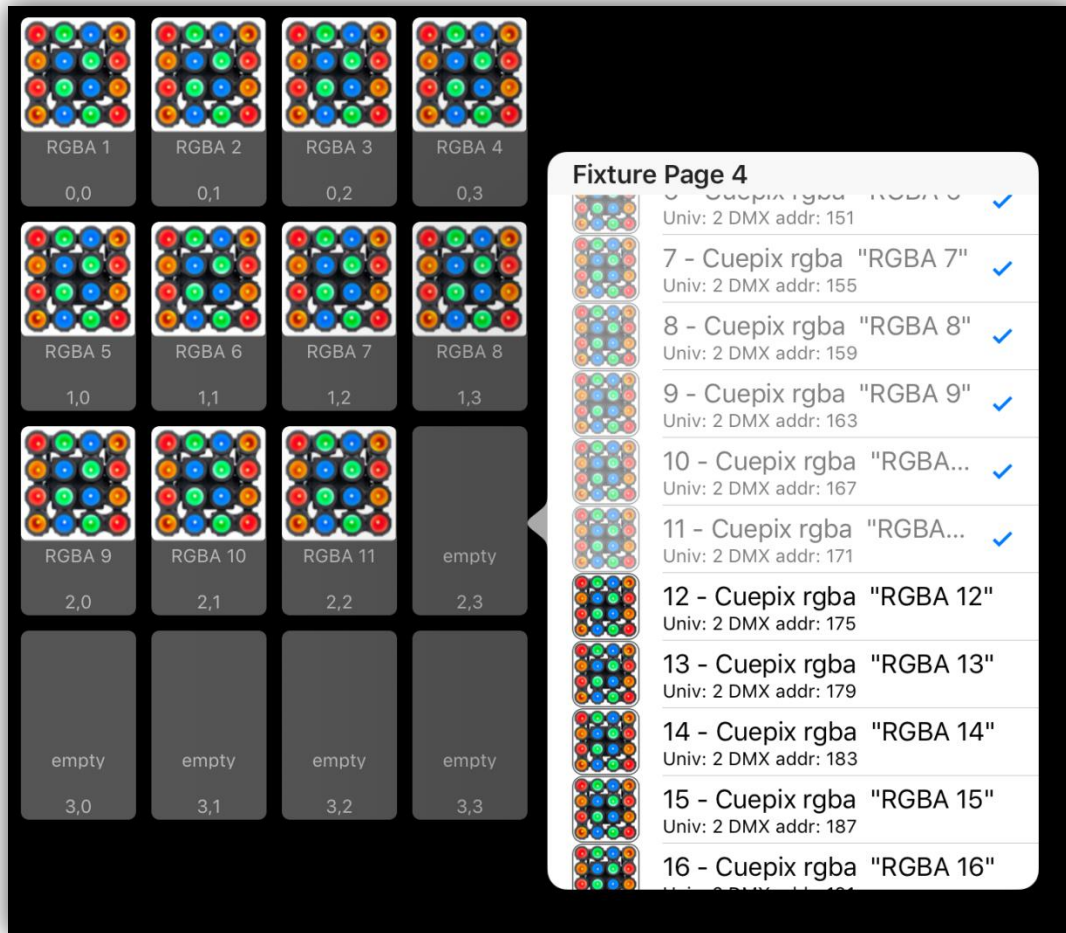 RGBA 1 RGBA 2 RGBA 3 RGBA 4
0,0 0,1 0,2 0,3
RGBA 5 RGBA 6 RGBA 7 RGBA 8
1,0 1,1 1,2 1,3
RGBA 9 RGBA 10 RGBA 11 empty
2,0 2,1 2,2 2,3
empty empty empty empty
3,0 3,1 3,2 3,3
Fixture Page 4
Univ: 2 DMX addr: 151
7 - Cuepix rgba "RGBA 7"
Univ: 2 DMX addr: 155
8 - Cuepix rgba "RGBA 8"
Univ: 2 DMX addr: 159
9 - Cuepix rgba "RGBA 9"
Univ: 2 DMX addr: 163
10 - Cuepix rgba "RGBA...
Univ: 2 DMX addr: 167
11 - Cuepix rgba "RGBA...
Univ: 2 DMX addr: 171
12 - Cuepix rgba "RGBA 12"
Univ: 2 DMX addr: 175
13 - Cuepix rgba "RGBA 13"
Univ: 2 DMX addr: 179
14 - Cuepix rgba "RGBA 14"
Univ: 2 DMX addr: 183
15 - Cuepix rgba "RGBA 15"
Univ: 2 DMX addr: 187
16 - Cuepix rgba "RGBA 16"